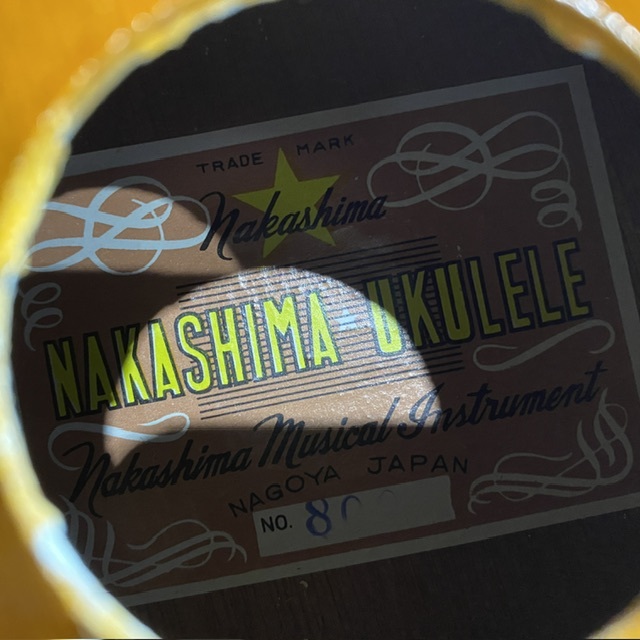 TRADE MARK
Nakashima
NAKASHIMA-UKULELE
Nakashima Musical Instrument
NAGOYA JAPAN
NO.